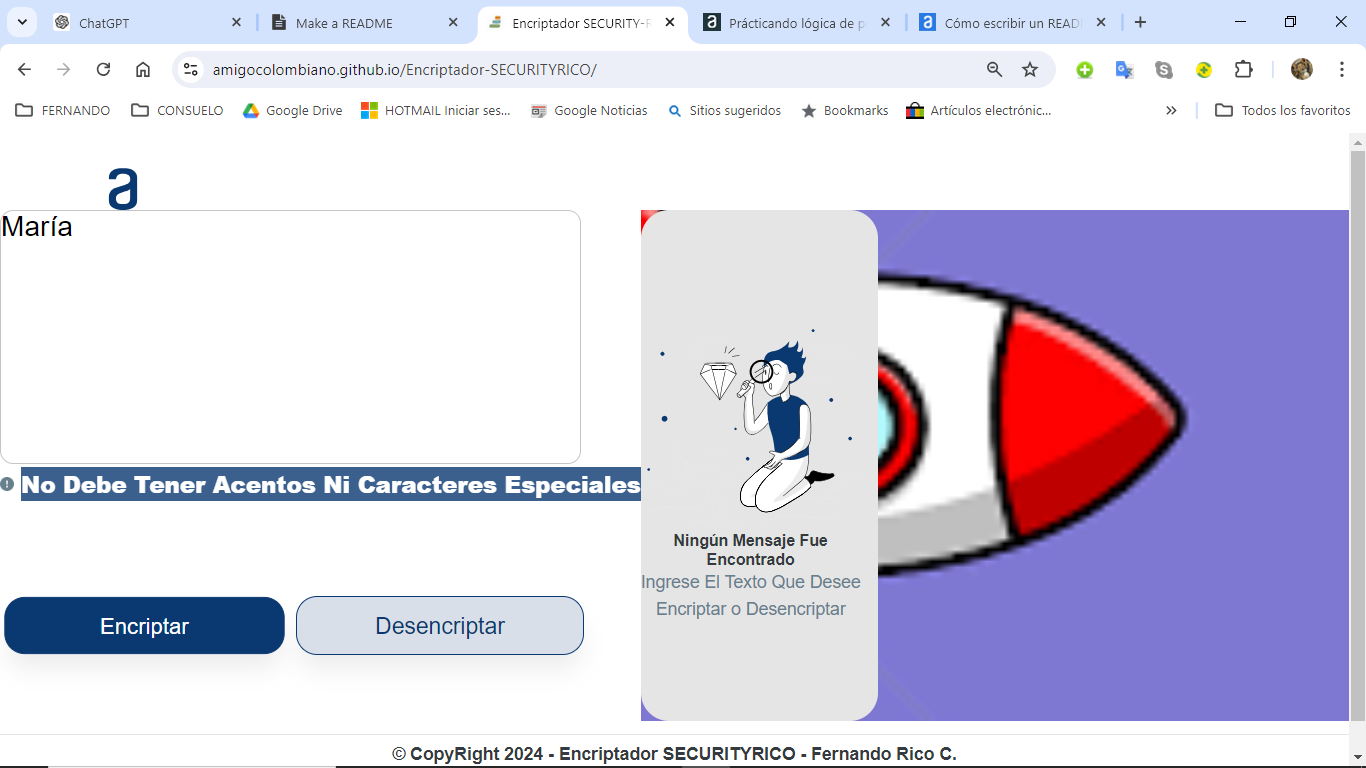 ChatGPT
Make a README
Encriptador SECURITY-R
Prácticando lógica de p
Cómo escribir un READ
amigocolombiano.github.io/Encriptador-SECURITYRICO/
FERNANDO
CONSUELO
Google Drive
HOTMAIL Iniciar ses...
Google Noticias
Sitios sugeridos
Bookmarks
Artículos electrónic...
Todos los favoritos
a
María
No Debe Tener Acentos Ni Caracteres Especiales
Encriptar
Desencriptar
Ningún Mensaje Fue
Encontrado
Ingrese El Texto Que Desee
Encriptar o Desencriptar
© CopyRight 2024 - Encriptador SECURITYRICO - Fernando Rico C.